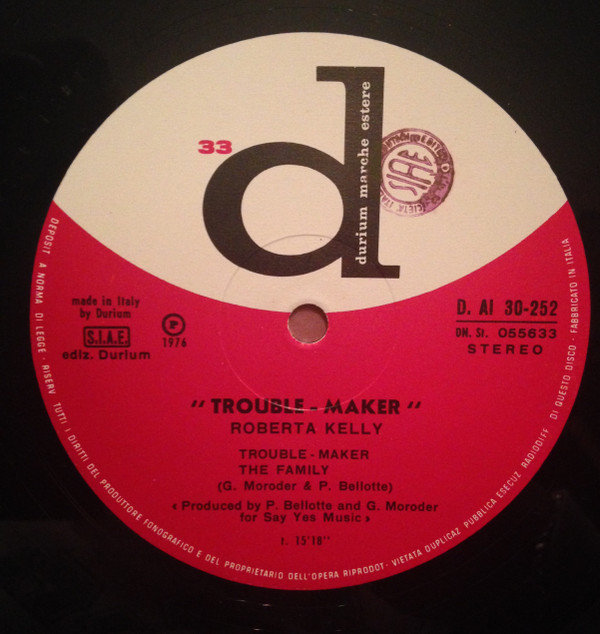 33
d
durium marche estere
SIAE
made in Italy
by Durium
S.I.A.E.
ediz. Durium
P
1976
D. AI 30-252
DN. St. 055633
STEREO
" TROUBLE - MAKER "
ROBERTA KELLY
TROUBLE - MAKER
THE FAMILY
(G. Moroder & P. Bellotte)
« Produced by P. Bellotte and G. Moroder
for Say Yes Music »
t. 15'18''
DEPOSIT A NORMA DI LEGGE - RISERV TUTTI I DIRITTI DEL PRODUTTORE FONOGRAFICO E DEL PROPRIETARIO DELL'OPERA RIPRODOT - VIETATA DUPLICAZ PUBBLICA ESECUZ RADIODIFF DI QUESTO DISCO - FABBRICATO IN ITALIA